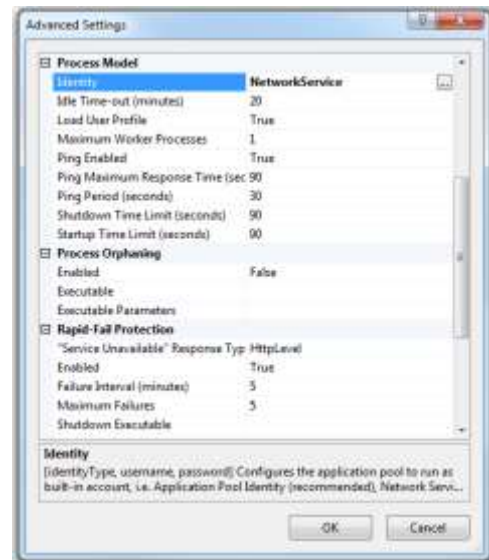 Advanced Settings
Process Model
Identity NetworkService ...
Idle Time-out (minutes) 20
Load User Profile True
Maximum Worker Processes 1
Ping Enabled True
Ping Maximum Response Time (sec 90
Ping Period (seconds) 30
Shutdown Time Limit (seconds) 90
Startup Time Limit (seconds) 90
Process Orphaning
Enabled False
Executable
Executable Parameters
Rapid-Fail Protection
"Service Unavailable" Response Typ HttpLevel
Enabled True
Failure Interval (minutes) 5
Maximum Failures 5
Shutdown Executable
Identity
[identityType, username, password] Configures the application pool to run as
built-in account, i.e. Application Pool Identity (recommended), Network Servi...
OK Cancel